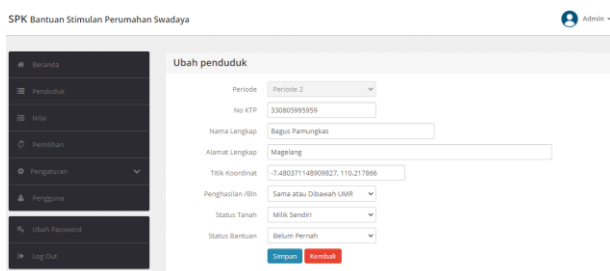 SPK Bantuan Stimulan Perumahan Swadaya
Admin
Beranda
Penduduk
Nilai
Pemilihan
Pengaturan
Pengguna
Ubah Password
Log Out
Ubah penduduk
Periode Periode 2
No KTP 330805995959
Nama Lengkap Bagus Pamungkas
Alamat Lengkap Magelang
Titik Koordinat -7.480371148909827, 110.217866
Penghasilan /Bln Sama atau Dibawah UMR
Status Tanah Milik Sendiri
Status Bantuan Belum Pernah
Simpan Kembali